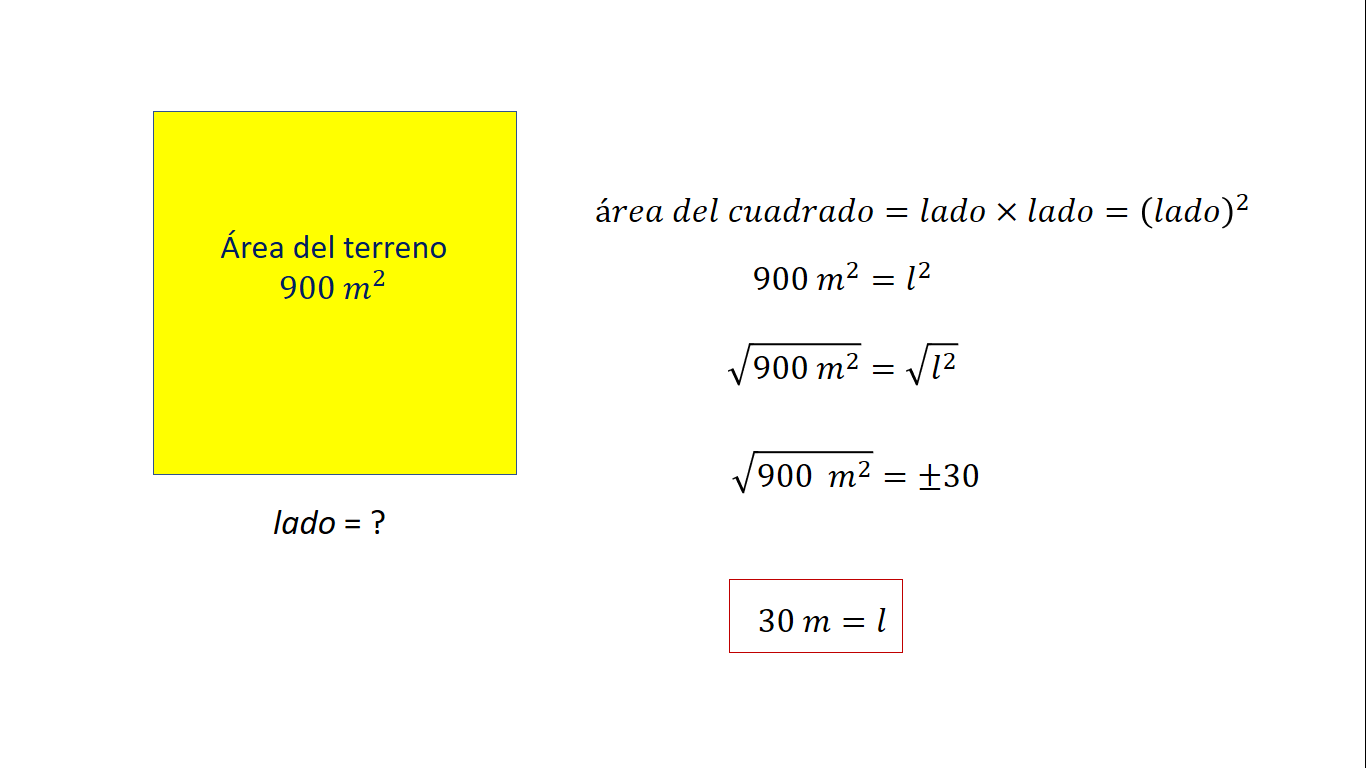 Área del terreno
900 m²
lado = ?
área del cuadrado = lado × lado = (lado)²
900 m² = l²
√900 m² = √l²
√900 m² = ±30
30 m = l